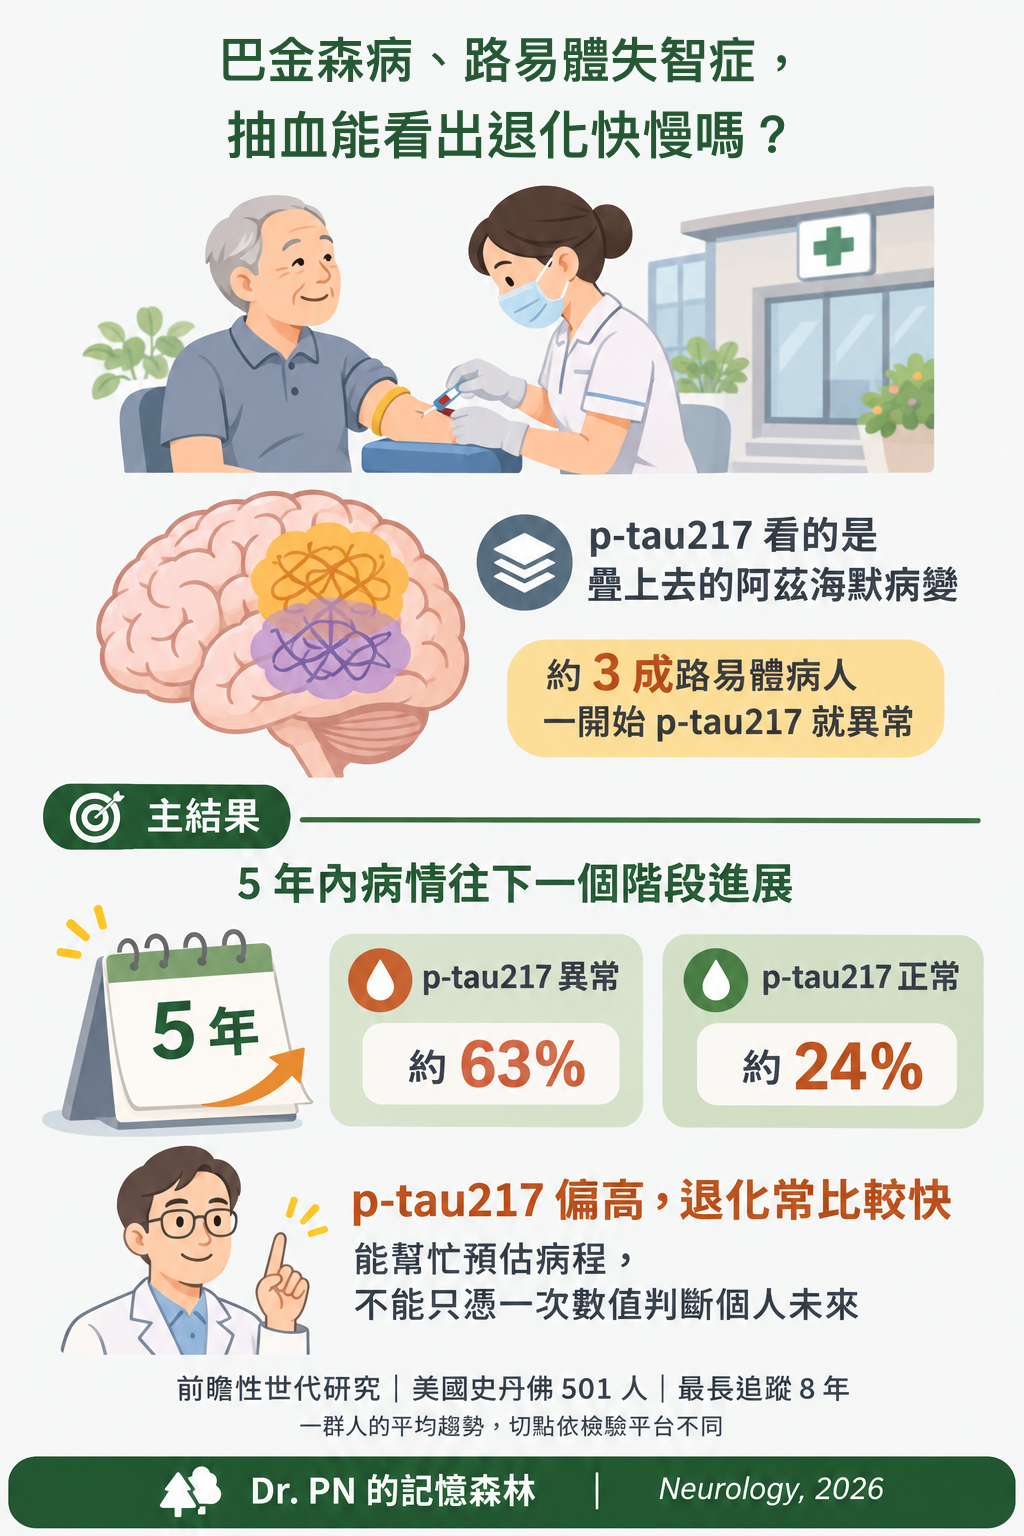 巴金森病、路易體失智症，
抽血能看出退化快慢嗎？
p-tau217 看的是
疊上去的阿茲海默病變
約 3 成路易體病人
一開始 p-tau217 就異常
主結果
5 年內病情往下一個階段進展
5 年
p-tau217 異常
約 63%
p-tau217 正常
約 24%
p-tau217 偏高，退化常比較快
能幫忙預估病程，
不能只憑一次數值判斷個人未來
前瞻性世代研究｜美國史丹佛 501 人｜最長追蹤 8 年
一群人的平均趨勢，切點依檢驗平台不同
Dr. PN 的記憶森林 | Neurology, 2026